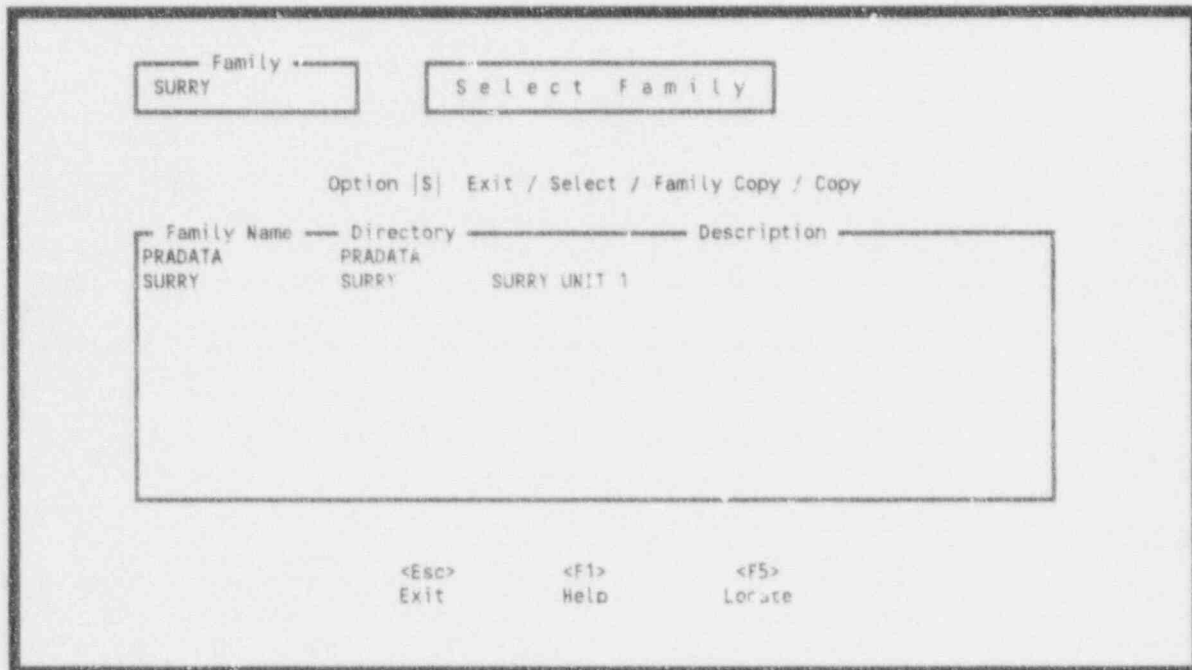 Family
SURRY
Select Family
Option |S| Exit / Select / Family Copy / Copy
Family Name Directory Description
PRADATA PRADATA
SURRY SURRY SURRY UNIT 1
<Esc> <F1> <F5>
Exit Help Locate